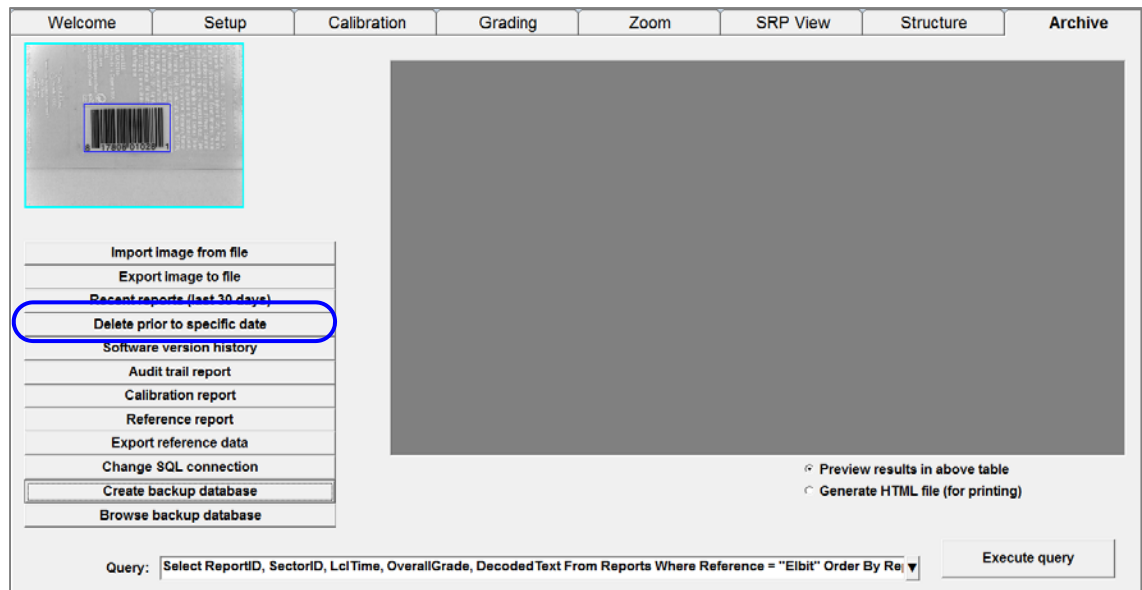 Welcome Setup Calibration Grading Zoom SRP View Structure Archive
Import image from file
Export image to file
Recent reports (last 30 days)
Delete prior to specific date
Software version history
Audit trail report
Calibration report
Reference report
Export reference data
Change SQL connection
Create backup database
Browse backup database
Preview results in above table
Generate HTML file (for printing)
Query: Select ReportID, SectorID, LclTime, OverallGrade, DecodedText From Reports Where Reference = "Elbit" Order By
Execute query